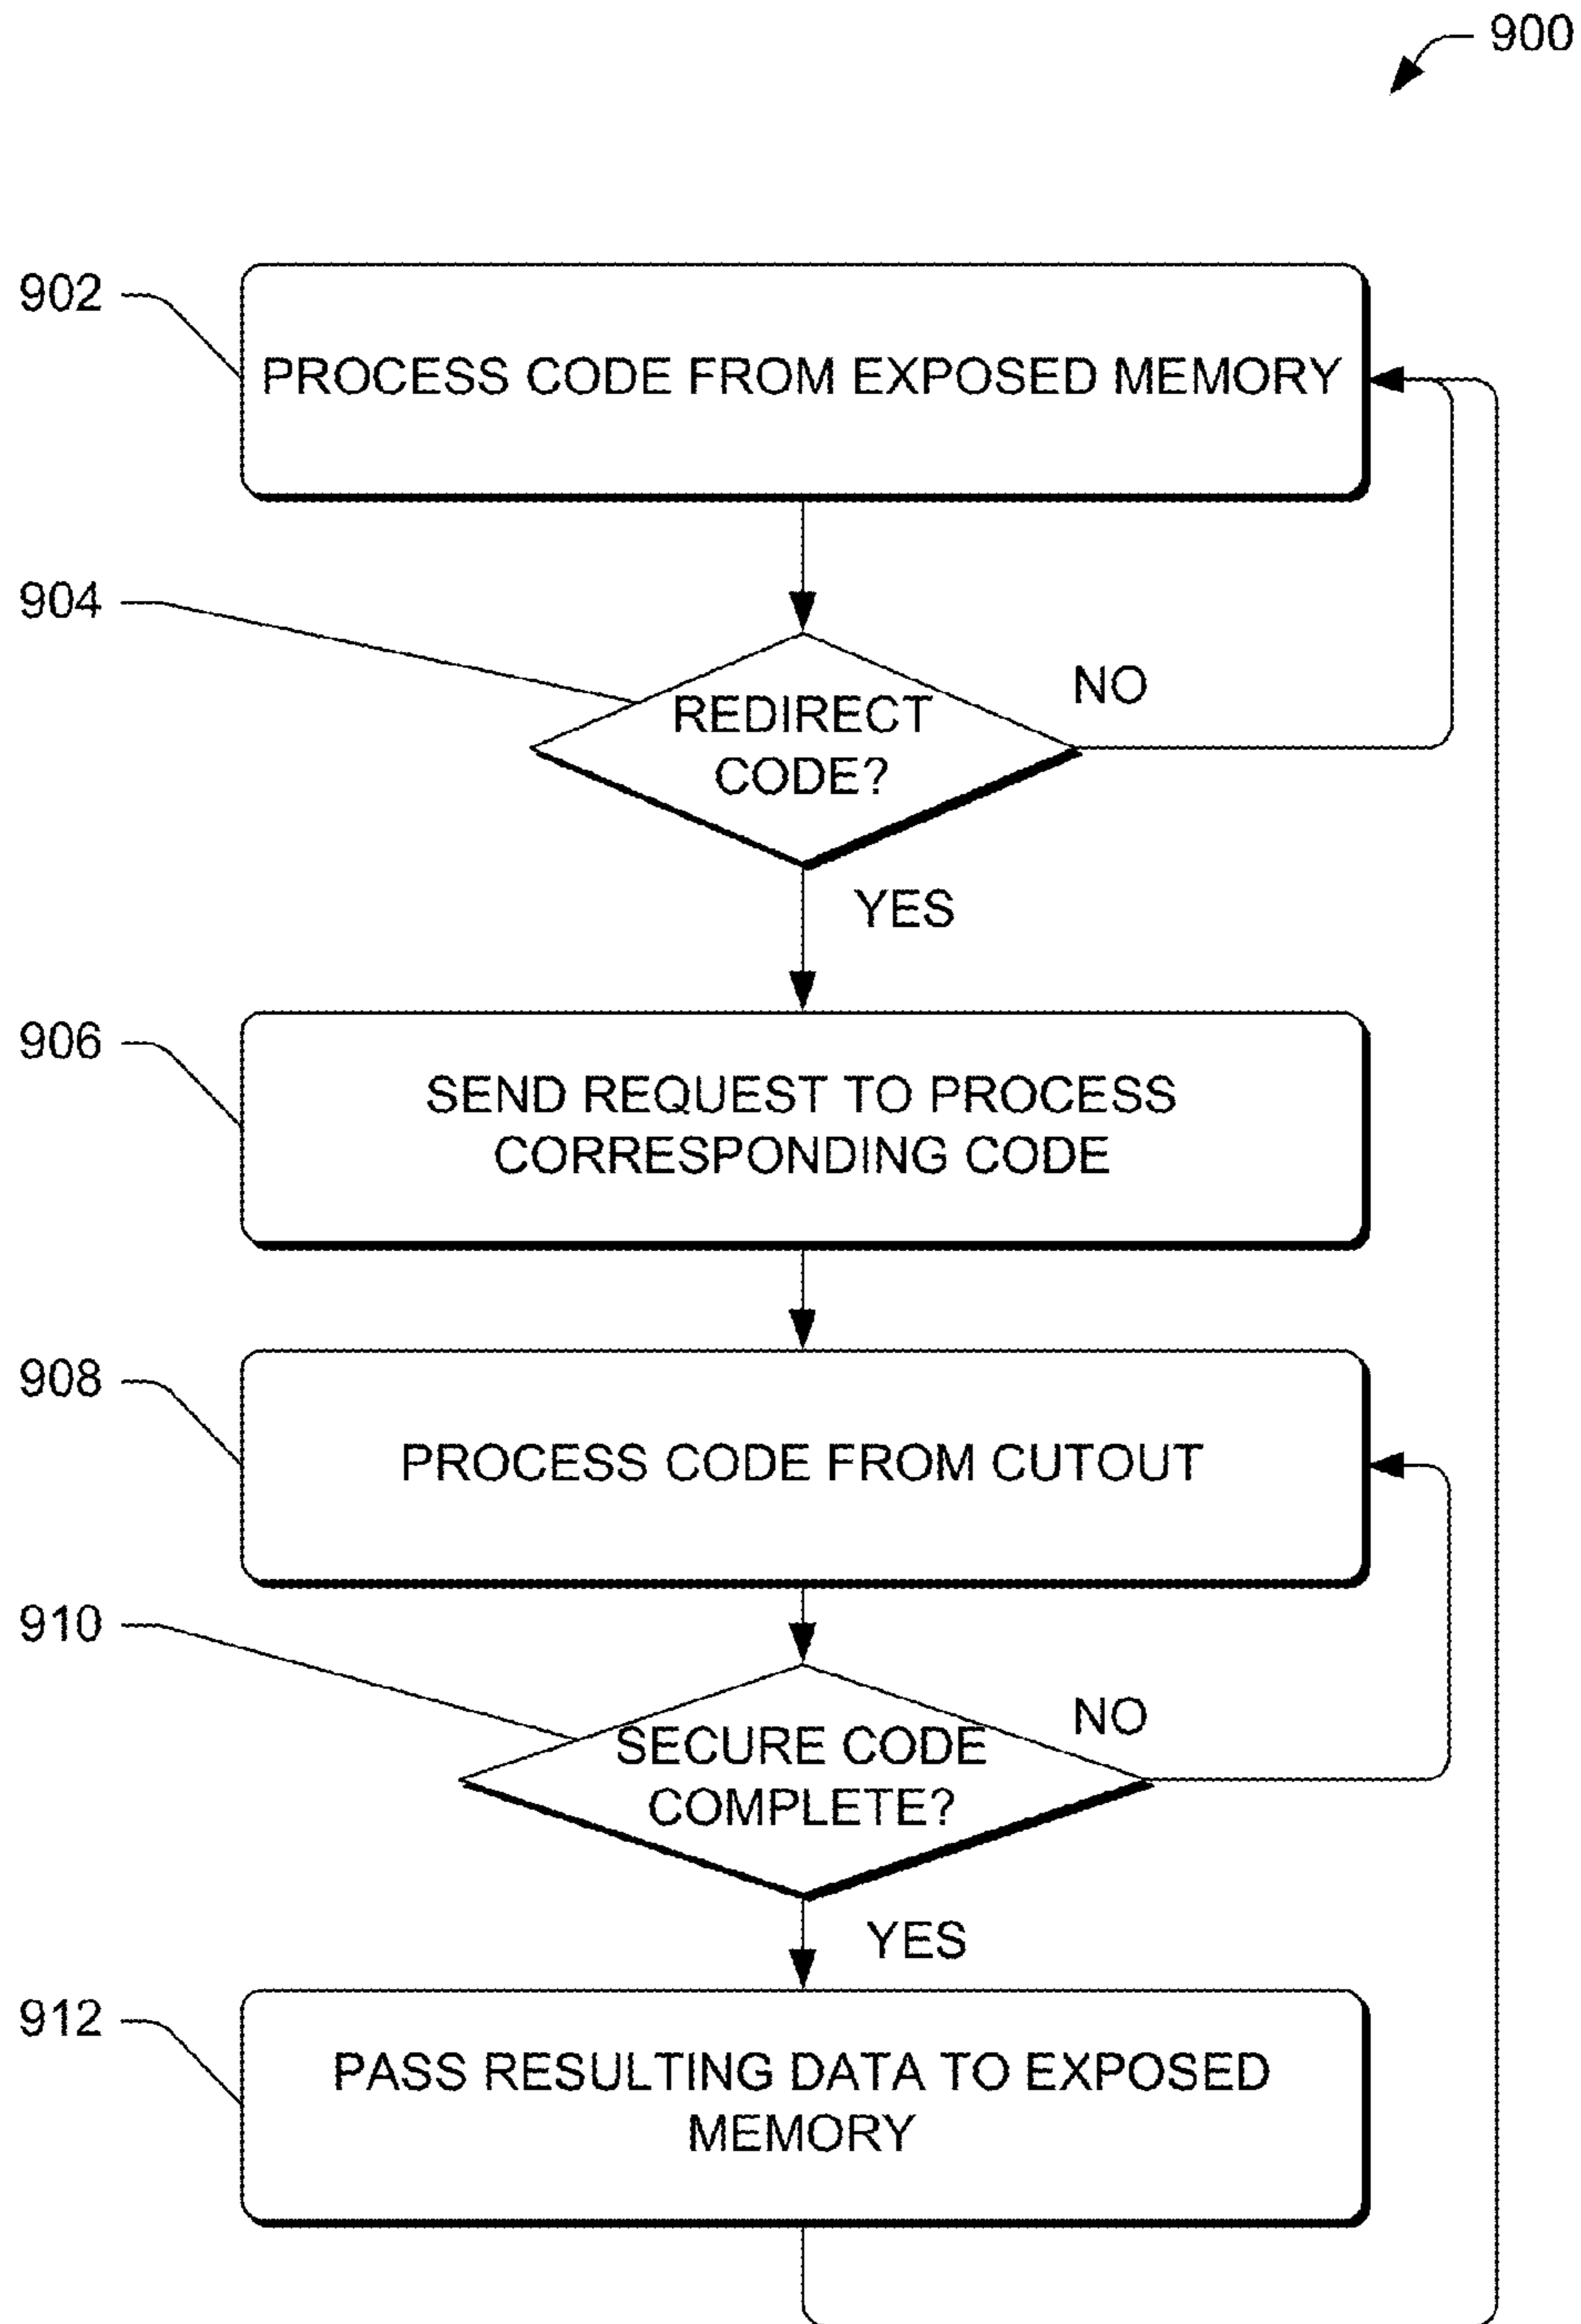 900
902
PROCESS CODE FROM EXPOSED MEMORY
904
REDIRECT
CODE?
NO
YES
906
SEND REQUEST TO PROCESS
CORRESPONDING CODE
908
PROCESS CODE FROM CUTOUT
910
SECURE CODE
COMPLETE?
NO
YES
912
PASS RESULTING DATA TO EXPOSED
MEMORY